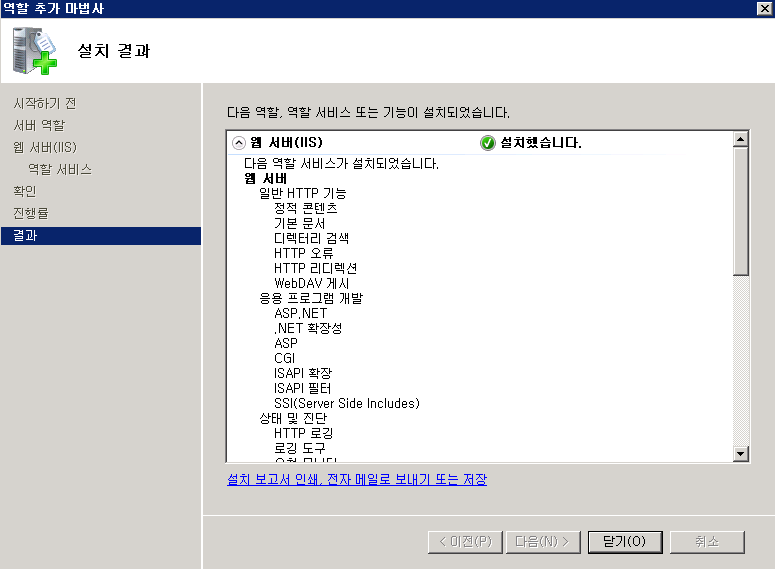 역할 추가 마법사
설치 결과
시작하기 전
서버 역할
웹 서버(IIS)
역할 서비스
확인
진행률
결과
다음 역할, 역할 서비스 또는 기능이 설치되었습니다.
웹 서버(IIS) 설치했습니다.
다음 역할 서비스가 설치되었습니다.
웹 서버
일반 HTTP 기능
정적 콘텐츠
기본 문서
디렉터리 검색
HTTP 오류
HTTP 리디렉션
WebDAV 게시
응용 프로그램 개발
ASP.NET
.NET 확장성
ASP
CGI
ISAPI 확장
ISAPI 필터
SSI(Server Side Includes)
상태 및 진단
HTTP 로깅
로깅 도구
설치 보고서 인쇄, 전자 메일로 보내기 또는 저장
< 이전(P) 다음(N) > 닫기(O) 취소